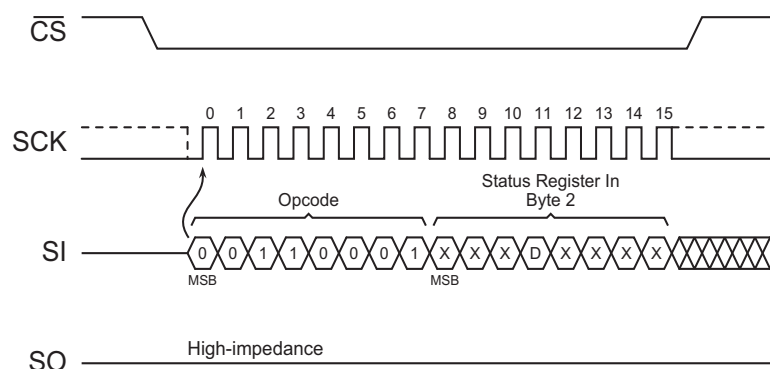 CS
SCK
0 1 2 3 4 5 6 7 8 9 10 11 12 13 14 15
Status Register In
Opcode Byte 2
SI
0 0 1 1 0 0 0 1 X X X D X X X X
MSB MSB
High-impedance
SO